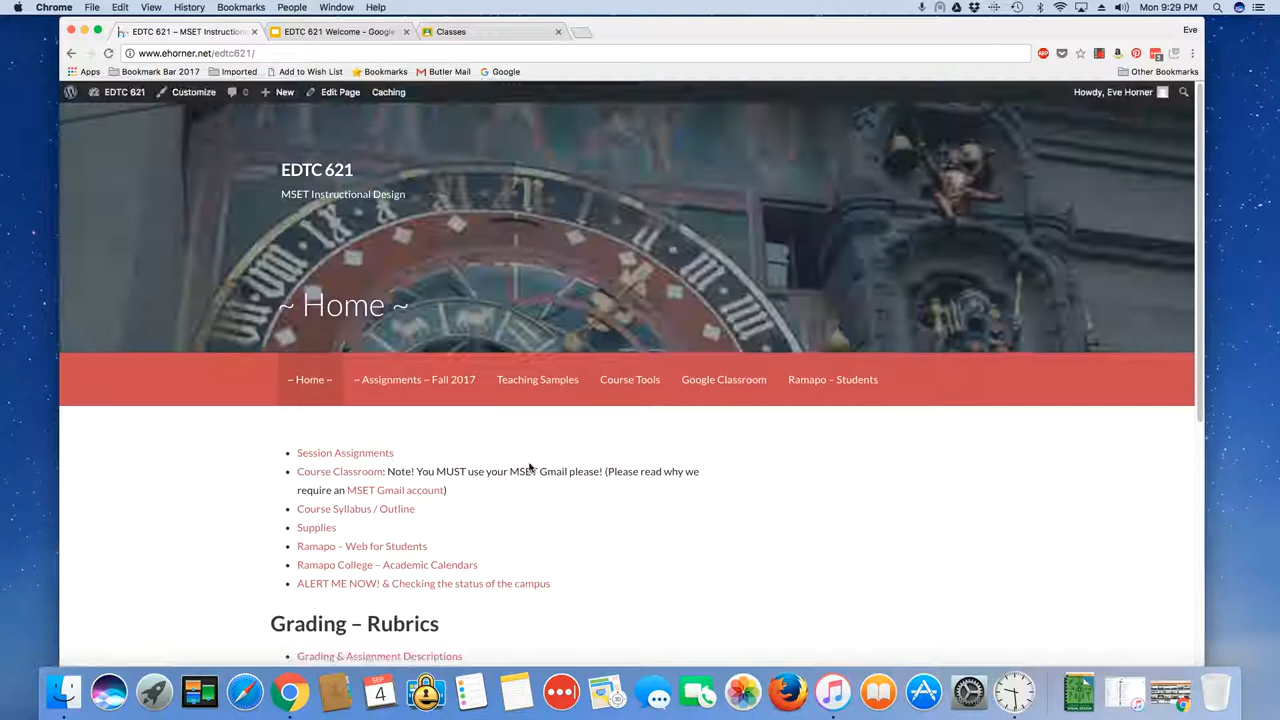 Chrome File Edit View History Bookmarks People Window Help Mon 9:29 PM
EDTC 621 – MSET Instruction EDTC 621 Welcome - Google Classes Eve
www.ehorner.net/edtc621/
Apps Bookmark Bar 2017 Imported Add to Wish List Bookmarks Butler Mail Google Other Bookmarks
EDTC 621 Customize 0 New Edit Page Caching Howdy, Eve Horner
EDTC 621
MSET Instructional Design
~ Home ~
~ Home ~ ~ Assignments ~ Fall 2017 Teaching Samples Course Tools Google Classroom Ramapo – Students
• Session Assignments
• Course Classroom: Note! You MUST use your MSET Gmail please! (Please read why we
require an MSET Gmail account)
• Course Syllabus / Outline
• Supplies
• Ramapo – Web for Students
• Ramapo College – Academic Calendars
• ALERT ME NOW! & Checking the status of the campus
Grading – Rubrics
• Grading & Assignment Descriptions
SEP
4